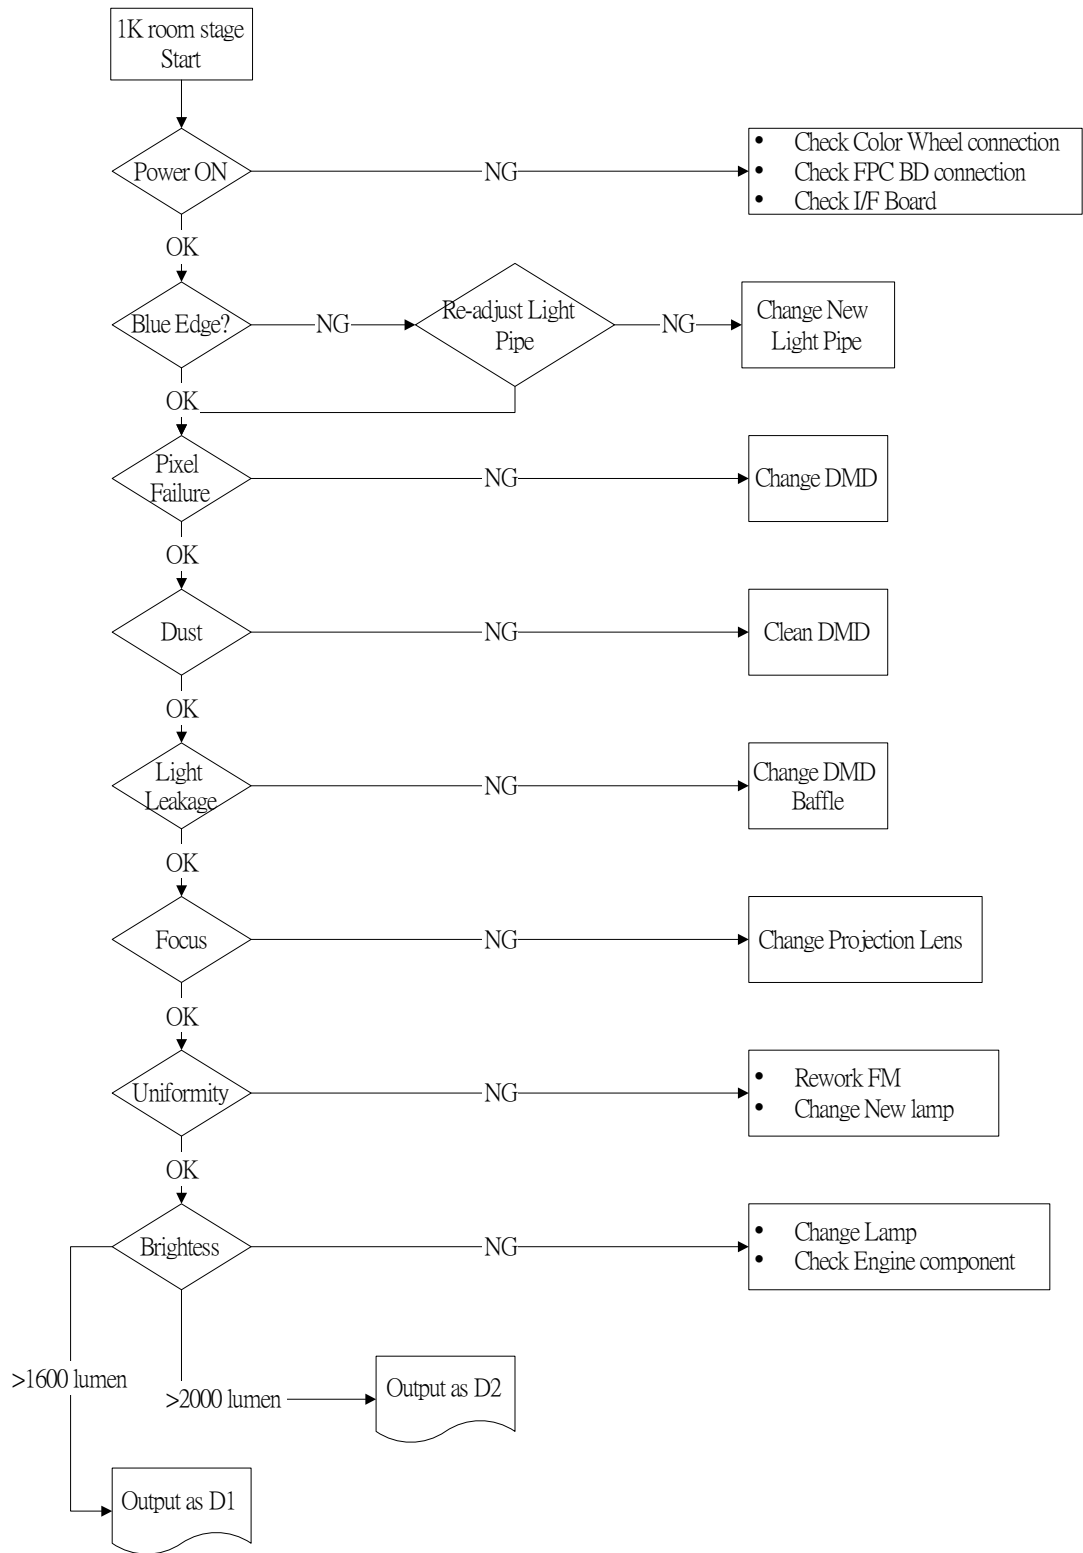 1K room stage
Start
Power ON
NG
• Check Color Wheel connection
• Check FPC BD connection
• Check I/F Board
OK
Blue Edge?
NG
Re-adjust Light
Pipe
NG
Change New
Light Pipe
OK
Pixel
Failure
NG
Change DMD
OK
Dust
NG
Clean DMD
OK
Light
Leakage
NG
Change DMD
Baffle
OK
Focus
NG
Change Projection Lens
OK
Uniformity
NG
• Rework FM
• Change New lamp
OK
Brightess
NG
• Change Lamp
• Check Engine component
>1600 lumen
>2000 lumen
Output as D2
Output as D1